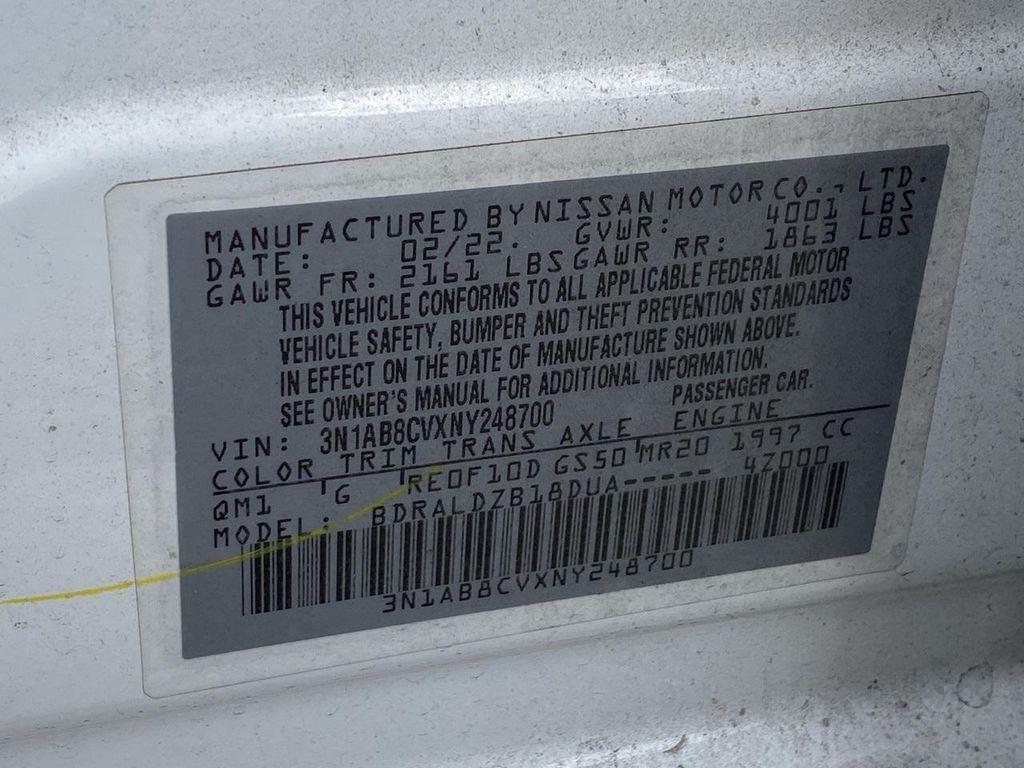 MANUFACTURED BY NISSAN MOTOR CO., LTD.
DATE: 02/22. GVWR: 4001 LBS
GAWR FR: 2161 LBS GAWR RR: 1863 LBS
THIS VEHICLE CONFORMS TO ALL APPLICABLE FEDERAL MOTOR
VEHICLE SAFETY, BUMPER AND THEFT PREVENTION STANDARDS
IN EFFECT ON THE DATE OF MANUFACTURE SHOWN ABOVE.
SEE OWNER'S MANUAL FOR ADDITIONAL INFORMATION.
VIN: 3N1AB8CVXNY248700 PASSENGER CAR.
COLOR TRIM TRANS AXLE ENGINE
QM1 G RE0F10D GS50 MR20 1997 CC
MODEL: BDRALDZB18DUA----- 4Z000
3N1AB8CVXNY248700